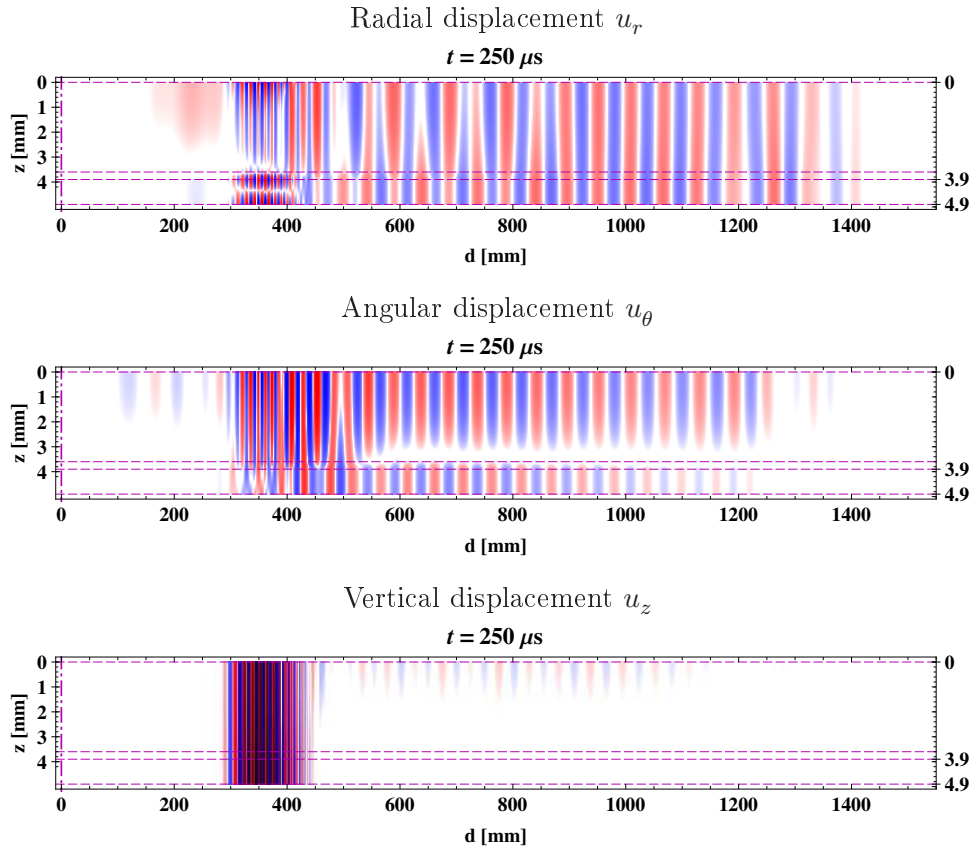 Radial displacement u_r
t = 250 μs
0
0
1
2
3
4
3.9
4.9
z [mm]
0 200 400 600 800 1000 1200 1400
d [mm]
Angular displacement u_θ
t = 250 μs
0
0
1
2
3
4
3.9
4.9
z [mm]
0 200 400 600 800 1000 1200 1400
d [mm]
Vertical displacement u_z
t = 250 μs
0
0
1
2
3
4
3.9
4.9
z [mm]
0 200 400 600 800 1000 1200 1400
d [mm]